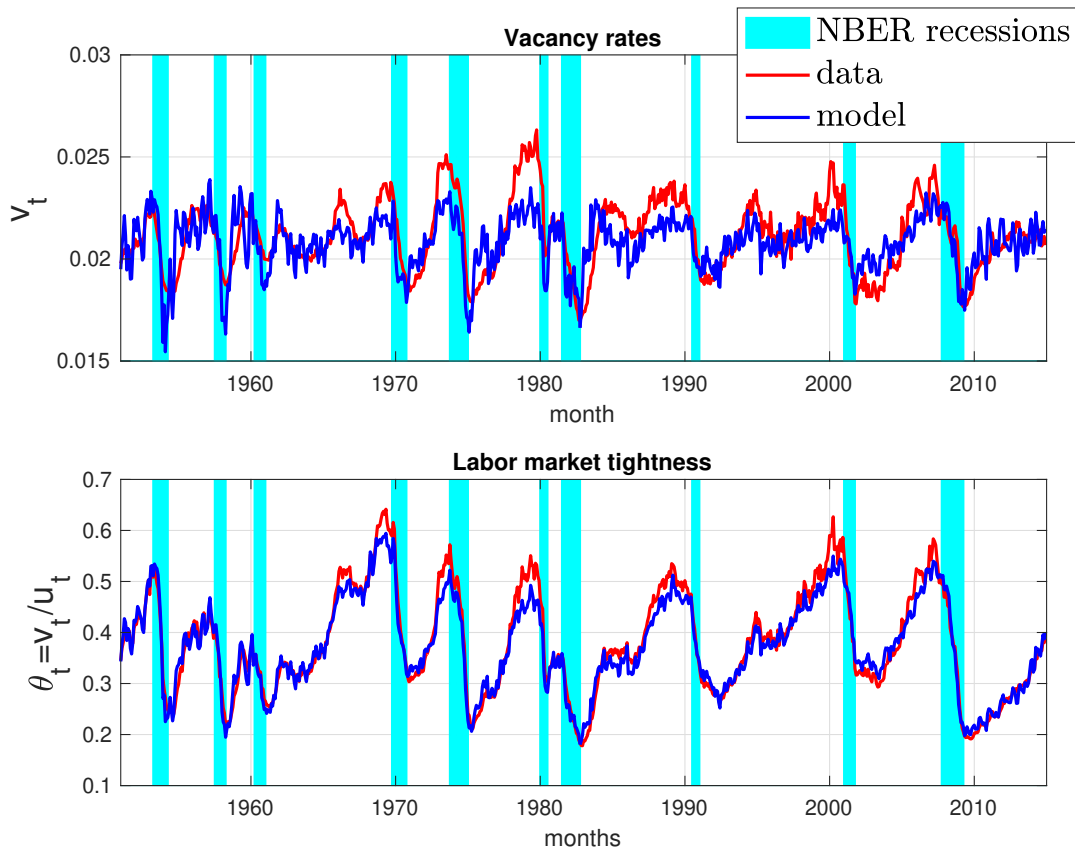 Vacancy rates
NBER recessions
data
model
0.03
0.025
0.02
0.015
v_t
1960 1970 1980 1990 2000 2010
month
Labor market tightness
0.7
0.6
0.5
0.4
0.3
0.2
0.1
θ_t=v_t/u_t
1960 1970 1980 1990 2000 2010
months